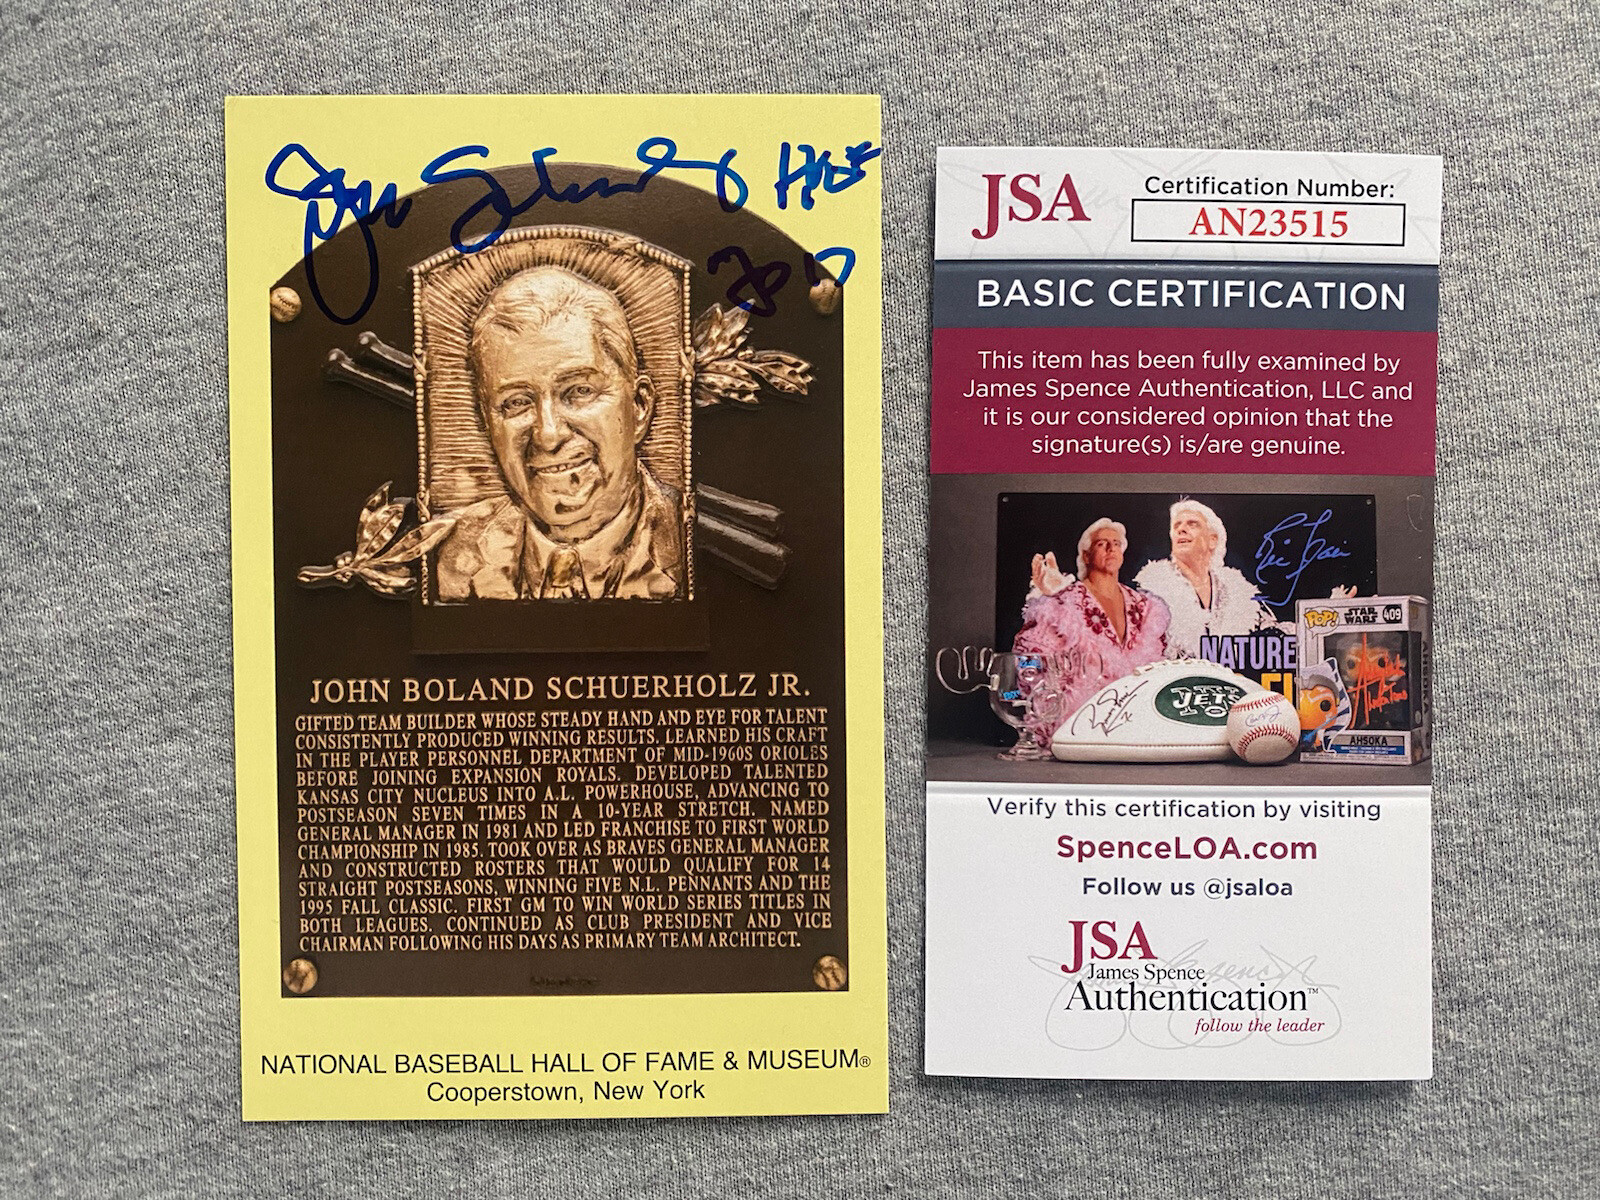 John Schuerholz HOF
2017
JOHN BOLAND SCHUERHOLZ JR.
GIFTED TEAM BUILDER WHOSE STEADY HAND AND EYE FOR TALENT
CONSISTENTLY PRODUCED WINNING RESULTS. LEARNED HIS CRAFT
IN THE PLAYER PERSONNEL DEPARTMENT OF MID-1960S ORIOLES
BEFORE JOINING EXPANSION ROYALS. DEVELOPED TALENTED
KANSAS CITY NUCLEUS INTO A.L. POWERHOUSE, ADVANCING TO
POSTSEASON SEVEN TIMES IN A 10-YEAR STRETCH. NAMED
GENERAL MANAGER IN 1981 AND LED FRANCHISE TO FIRST WORLD
CHAMPIONSHIP IN 1985. TOOK OVER AS BRAVES GENERAL MANAGER
AND CONSTRUCTED ROSTERS THAT WOULD QUALIFY FOR 14
STRAIGHT POSTSEASONS, WINNING FIVE N.L. PENNANTS AND THE
1995 FALL CLASSIC. FIRST GM TO WIN WORLD SERIES TITLES IN
BOTH LEAGUES. CONTINUED AS CLUB PRESIDENT AND VICE
CHAIRMAN FOLLOWING HIS DAYS AS PRIMARY TEAM ARCHITECT.
NATIONAL BASEBALL HALL OF FAME & MUSEUM®
Cooperstown, New York
JSA
Certification Number:
AN23515
BASIC CERTIFICATION
This item has been fully examined by
James Spence Authentication, LLC and
it is our considered opinion that the
signature(s) is/are genuine.
Ric Flair
NATURE
POP! STAR WARS 409
JETS
AHSOKA
Verify this certification by visiting
SpenceLOA.com
Follow us @jsaloa
JSA
James Spence
Authentication™
follow the leader